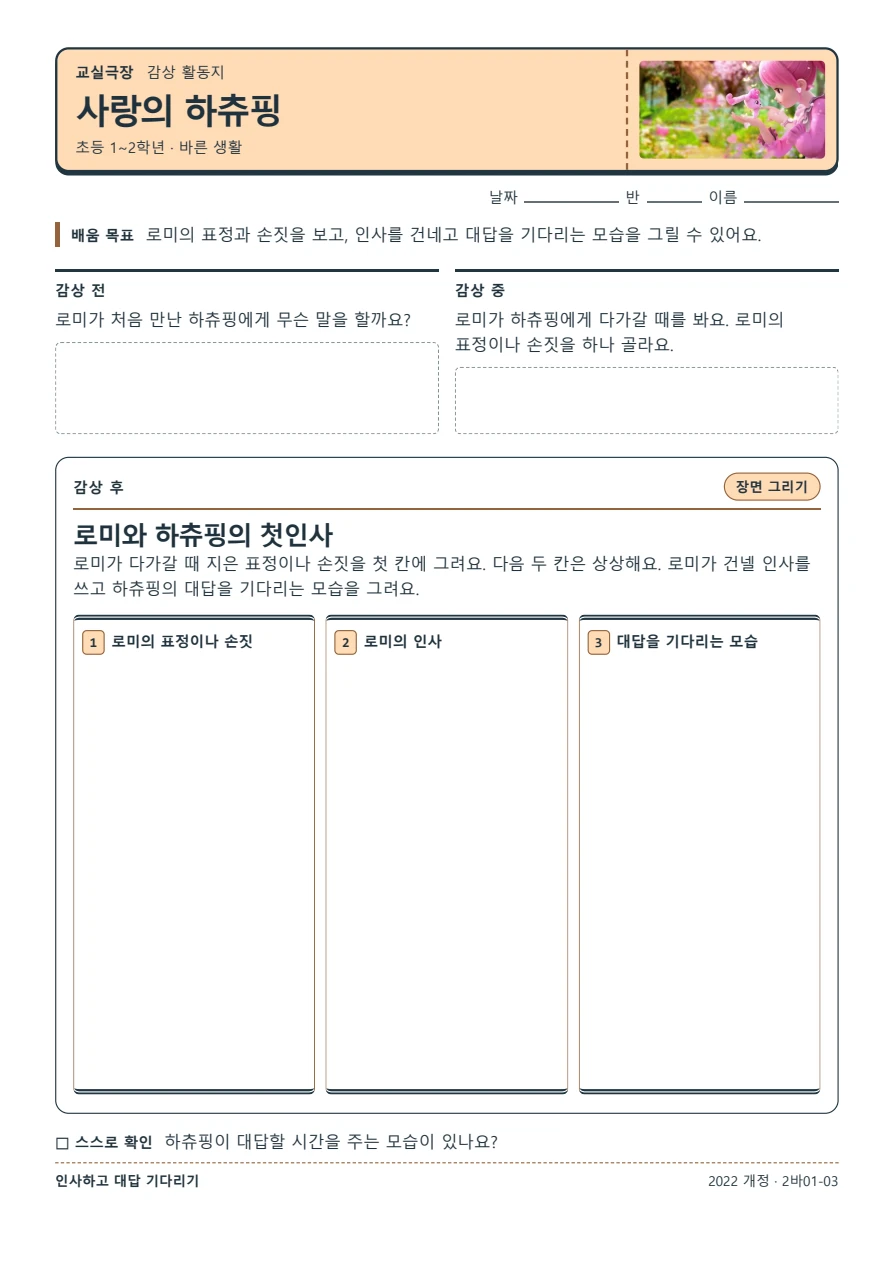 교실극장 감상 활동지
사랑의 하츄핑
초등 1~2학년 · 바른 생활
날짜 반 이름
배움 목표 로미의 표정과 손짓을 보고, 인사를 건네고 대답을 기다리는 모습을 그릴 수 있어요.
감상 전
로미가 처음 만난 하츄핑에게 무슨 말을 할까요?
감상 중
로미가 하츄핑에게 다가갈 때를 봐요. 로미의
표정이나 손짓을 하나 골라요.
감상 후
장면 그리기
로미와 하츄핑의 첫인사
로미가 다가갈 때 지은 표정이나 손짓을 첫 칸에 그려요. 다음 두 칸은 상상해요. 로미가 건넬 인사를
쓰고 하츄핑의 대답을 기다리는 모습을 그려요.
1 로미의 표정이나 손짓
2 로미의 인사
3 대답을 기다리는 모습
□ 스스로 확인 하츄핑이 대답할 시간을 주는 모습이 있나요?
인사하고 대답 기다리기
2022 개정 · 2바01-03